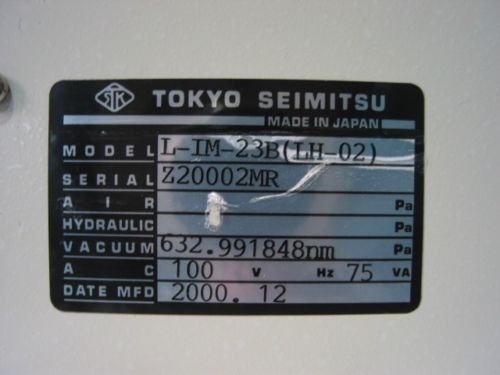 TSK TOKYO SEIMITSU
MADE IN JAPAN
MODEL L-IM-23B(LH-02)
SERIAL Z20002MR
AIR Pa
HYDRAULIC Pa
VACUUM 632.991848nm Pa
AC 100 V Hz 75 VA
DATE MFD 2000. 12